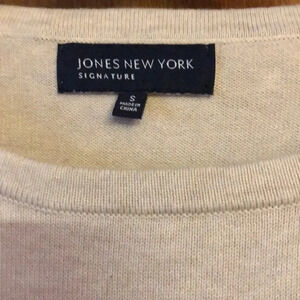 JONES NEW YORK
SIGNATURE
S
MADE IN
CHINA